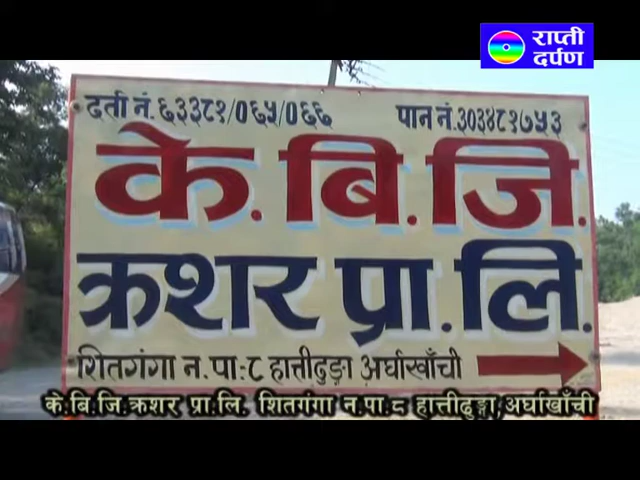 राप्ती
दर्पण
दर्ता नं. ६३३८१/०६५/०६६ पान नं. ३०३४८१७५३
के. बि. जि.
क्रशर प्रा. लि.
शितगंगा न.पा:८ हात्तीढुङ्गा अर्घाखाँची
के.बि.जि.क्रशर प्रा.लि. शितगंगा न.पा.८ हात्तीढुङ्गा,अर्घाखाँची